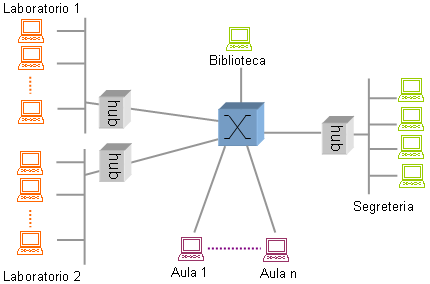 Laboratorio 1
Biblioteca
hub
hub
hub
Segreteria
Laboratorio 2
Aula 1
Aula n